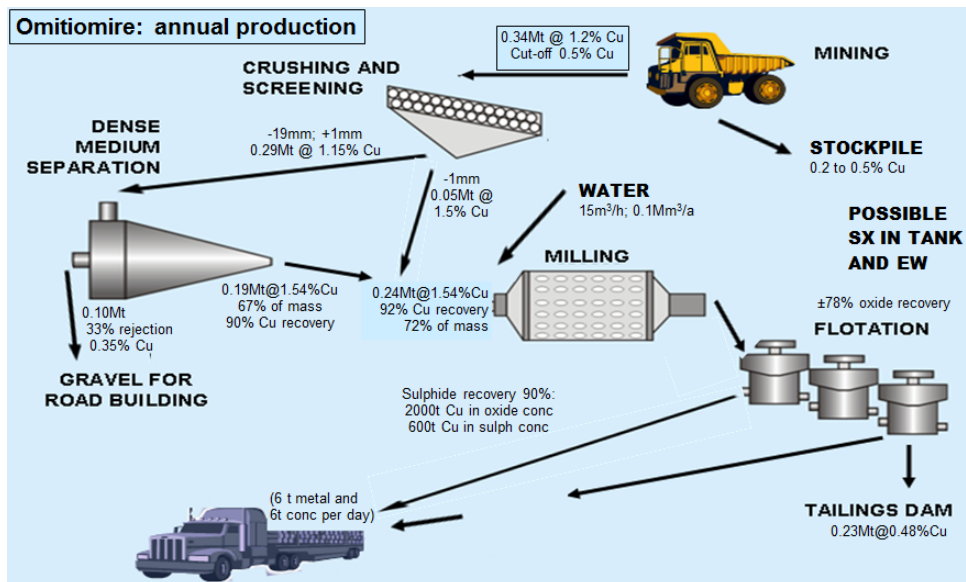 Omitiomire: annual production
0.34Mt @ 1.2% Cu
Cut-off 0.5% Cu
MINING
CRUSHING AND
SCREENING
DENSE
MEDIUM
SEPARATION
-19mm; +1mm
0.29Mt @ 1.15% Cu
STOCKPILE
0.2 to 0.5% Cu
-1mm
0.05Mt @
1.5% Cu
WATER
15m³/h; 0.1Mm³/a
POSSIBLE
SX IN TANK
AND EW
MILLING
0.19Mt@1.54%Cu
67% of mass
90% Cu recovery
0.24Mt@1.54%Cu
92% Cu recovery
72% of mass
±78% oxide recovery
FLOTATION
0.10Mt
33% rejection
0.35% Cu
GRAVEL FOR
ROAD BUILDING
Sulphide recovery 90%:
2000t Cu in oxide conc
600t Cu in sulph conc
(6 t metal and
6t conc per day)
TAILINGS DAM
0.23Mt@0.48%Cu